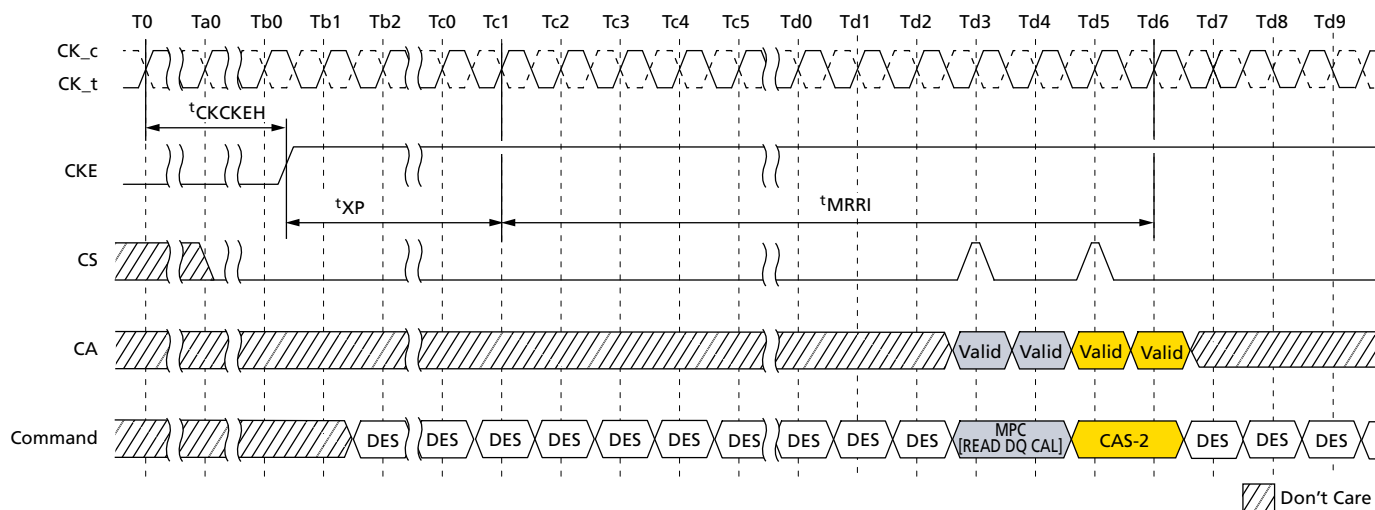 T0 Ta0 Tb0 Tb1 Tb2 Tc0 Tc1 Tc2 Tc3 Tc4 Tc5 Td0 Td1 Td2 Td3 Td4 Td5 Td6 Td7 Td8 Td9
CK_c
CK_t
tCKCKEH
CKE
tXP tMRRI
CS
CA Valid Valid Valid Valid
Command DES DES DES DES DES DES DES DES DES DES MPC [READ DQ CAL] CAS-2 DES DES DES
Don't Care